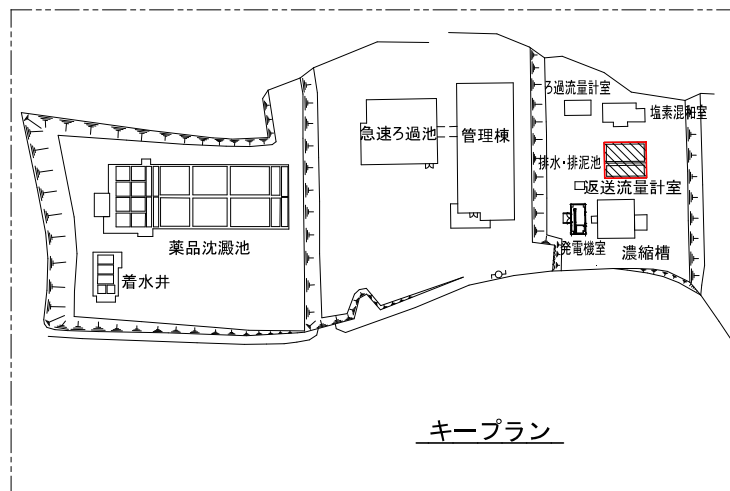 ろ過流量計室
塩素混和室
急速ろ過池
管理棟
排水・排泥池
返送流量計室
薬品沈澱池
発電機室
濃縮槽
着水井
キープラン